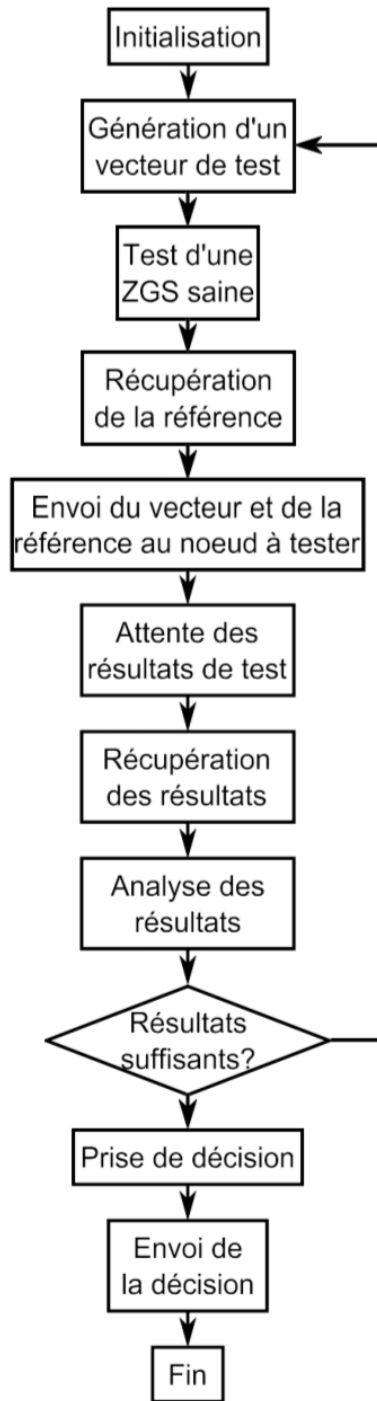 Initialisation
Génération d'un
vecteur de test
Test d'une
ZGS saine
Récupération
de la référence
Envoi du vecteur et de la
référence au noeud à tester
Attente des
résultats de test
Récupération
des résultats
Analyse des
résultats
Résultats
suffisants?
Prise de décision
Envoi de
la décision
Fin